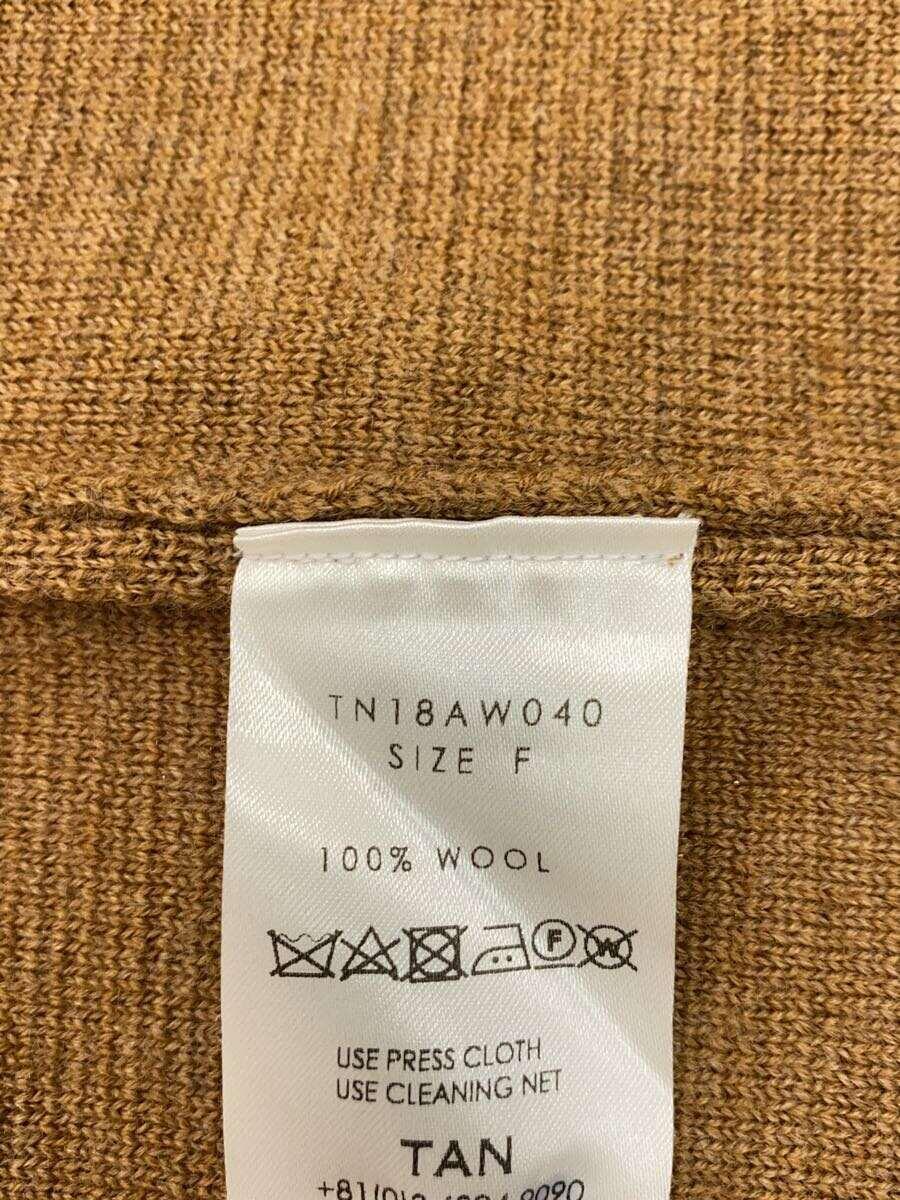 TN18AW040
SIZE F
100% WOOL
F W
USE PRESS CLOTH
USE CLEANING NET
TAN